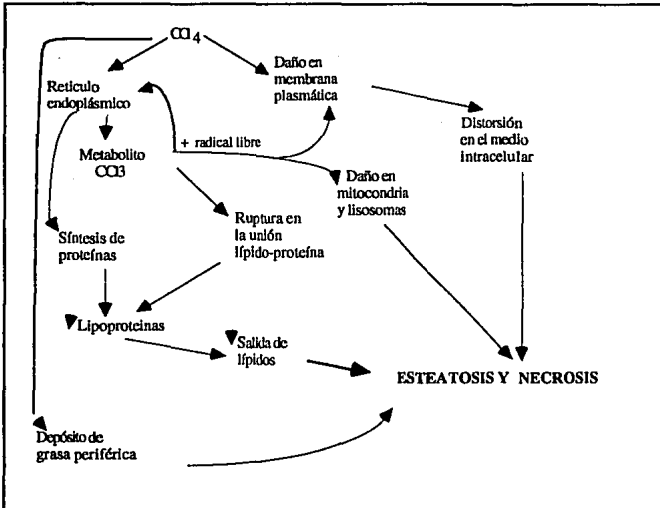 CCl4
Retículo
endoplásmico
Daño en
membrana
plasmática
Distorsión
en el medio
intracelular
+ radical libre
Metabolito
CCl3
Daño en
mitocondria
y lisosomas
Ruptura en
la unión
lípido-proteína
Síntesis de
proteínas
Lipoproteinas
Salida de
lípidos
ESTEATOSIS Y NECROSIS
Depósito de
grasa periférica